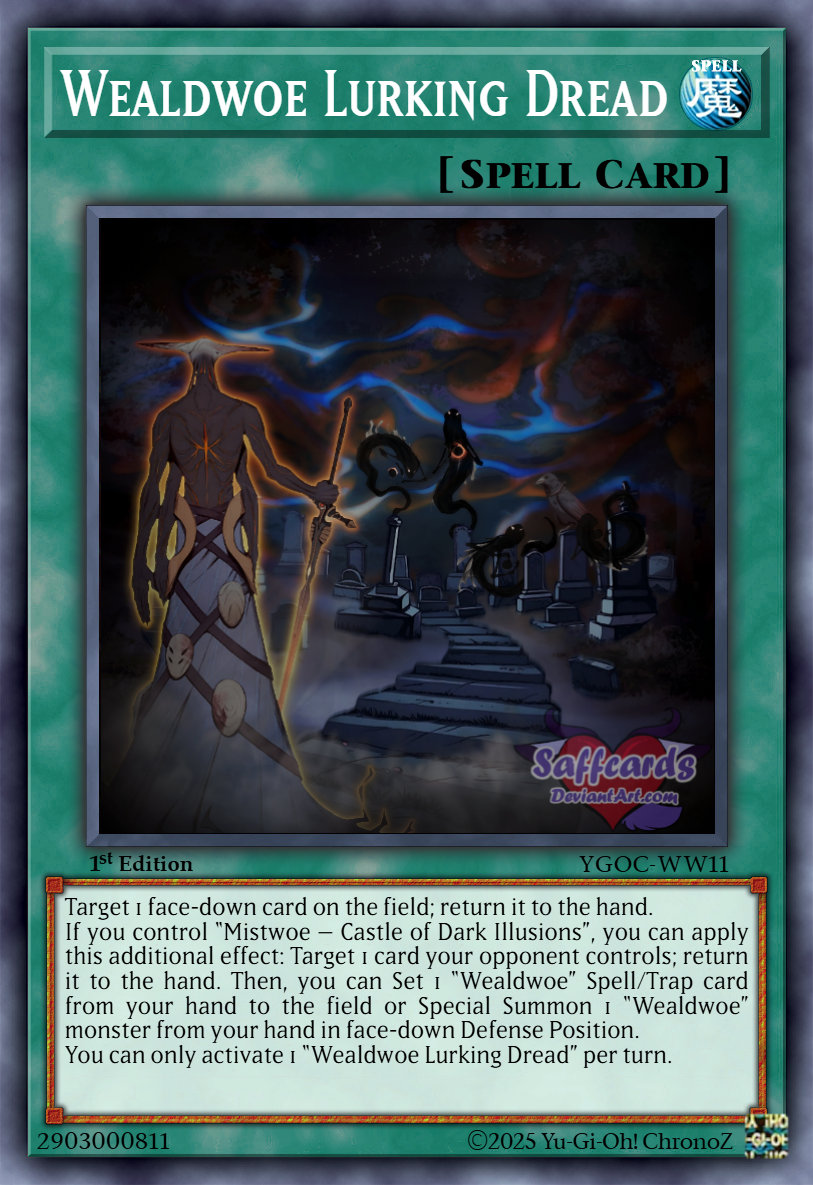 Wealdwoe Lurking Dread
SPELL
魔
[Spell Card]
Saffcards
DeviantArt.com
1st Edition
YGOC-WW11
Target 1 face-down card on the field; return it to the hand.
If you control “Mistwoe – Castle of Dark Illusions”, you can apply
this additional effect: Target 1 card your opponent controls; return
it to the hand. Then, you can Set 1 “Wealdwoe” Spell/Trap card
from your hand to the field or Special Summon 1 “Wealdwoe”
monster from your hand in face-down Defense Position.
You can only activate 1 “Wealdwoe Lurking Dread” per turn.
2903000811
©2025 Yu-Gi-Oh! ChronoZ